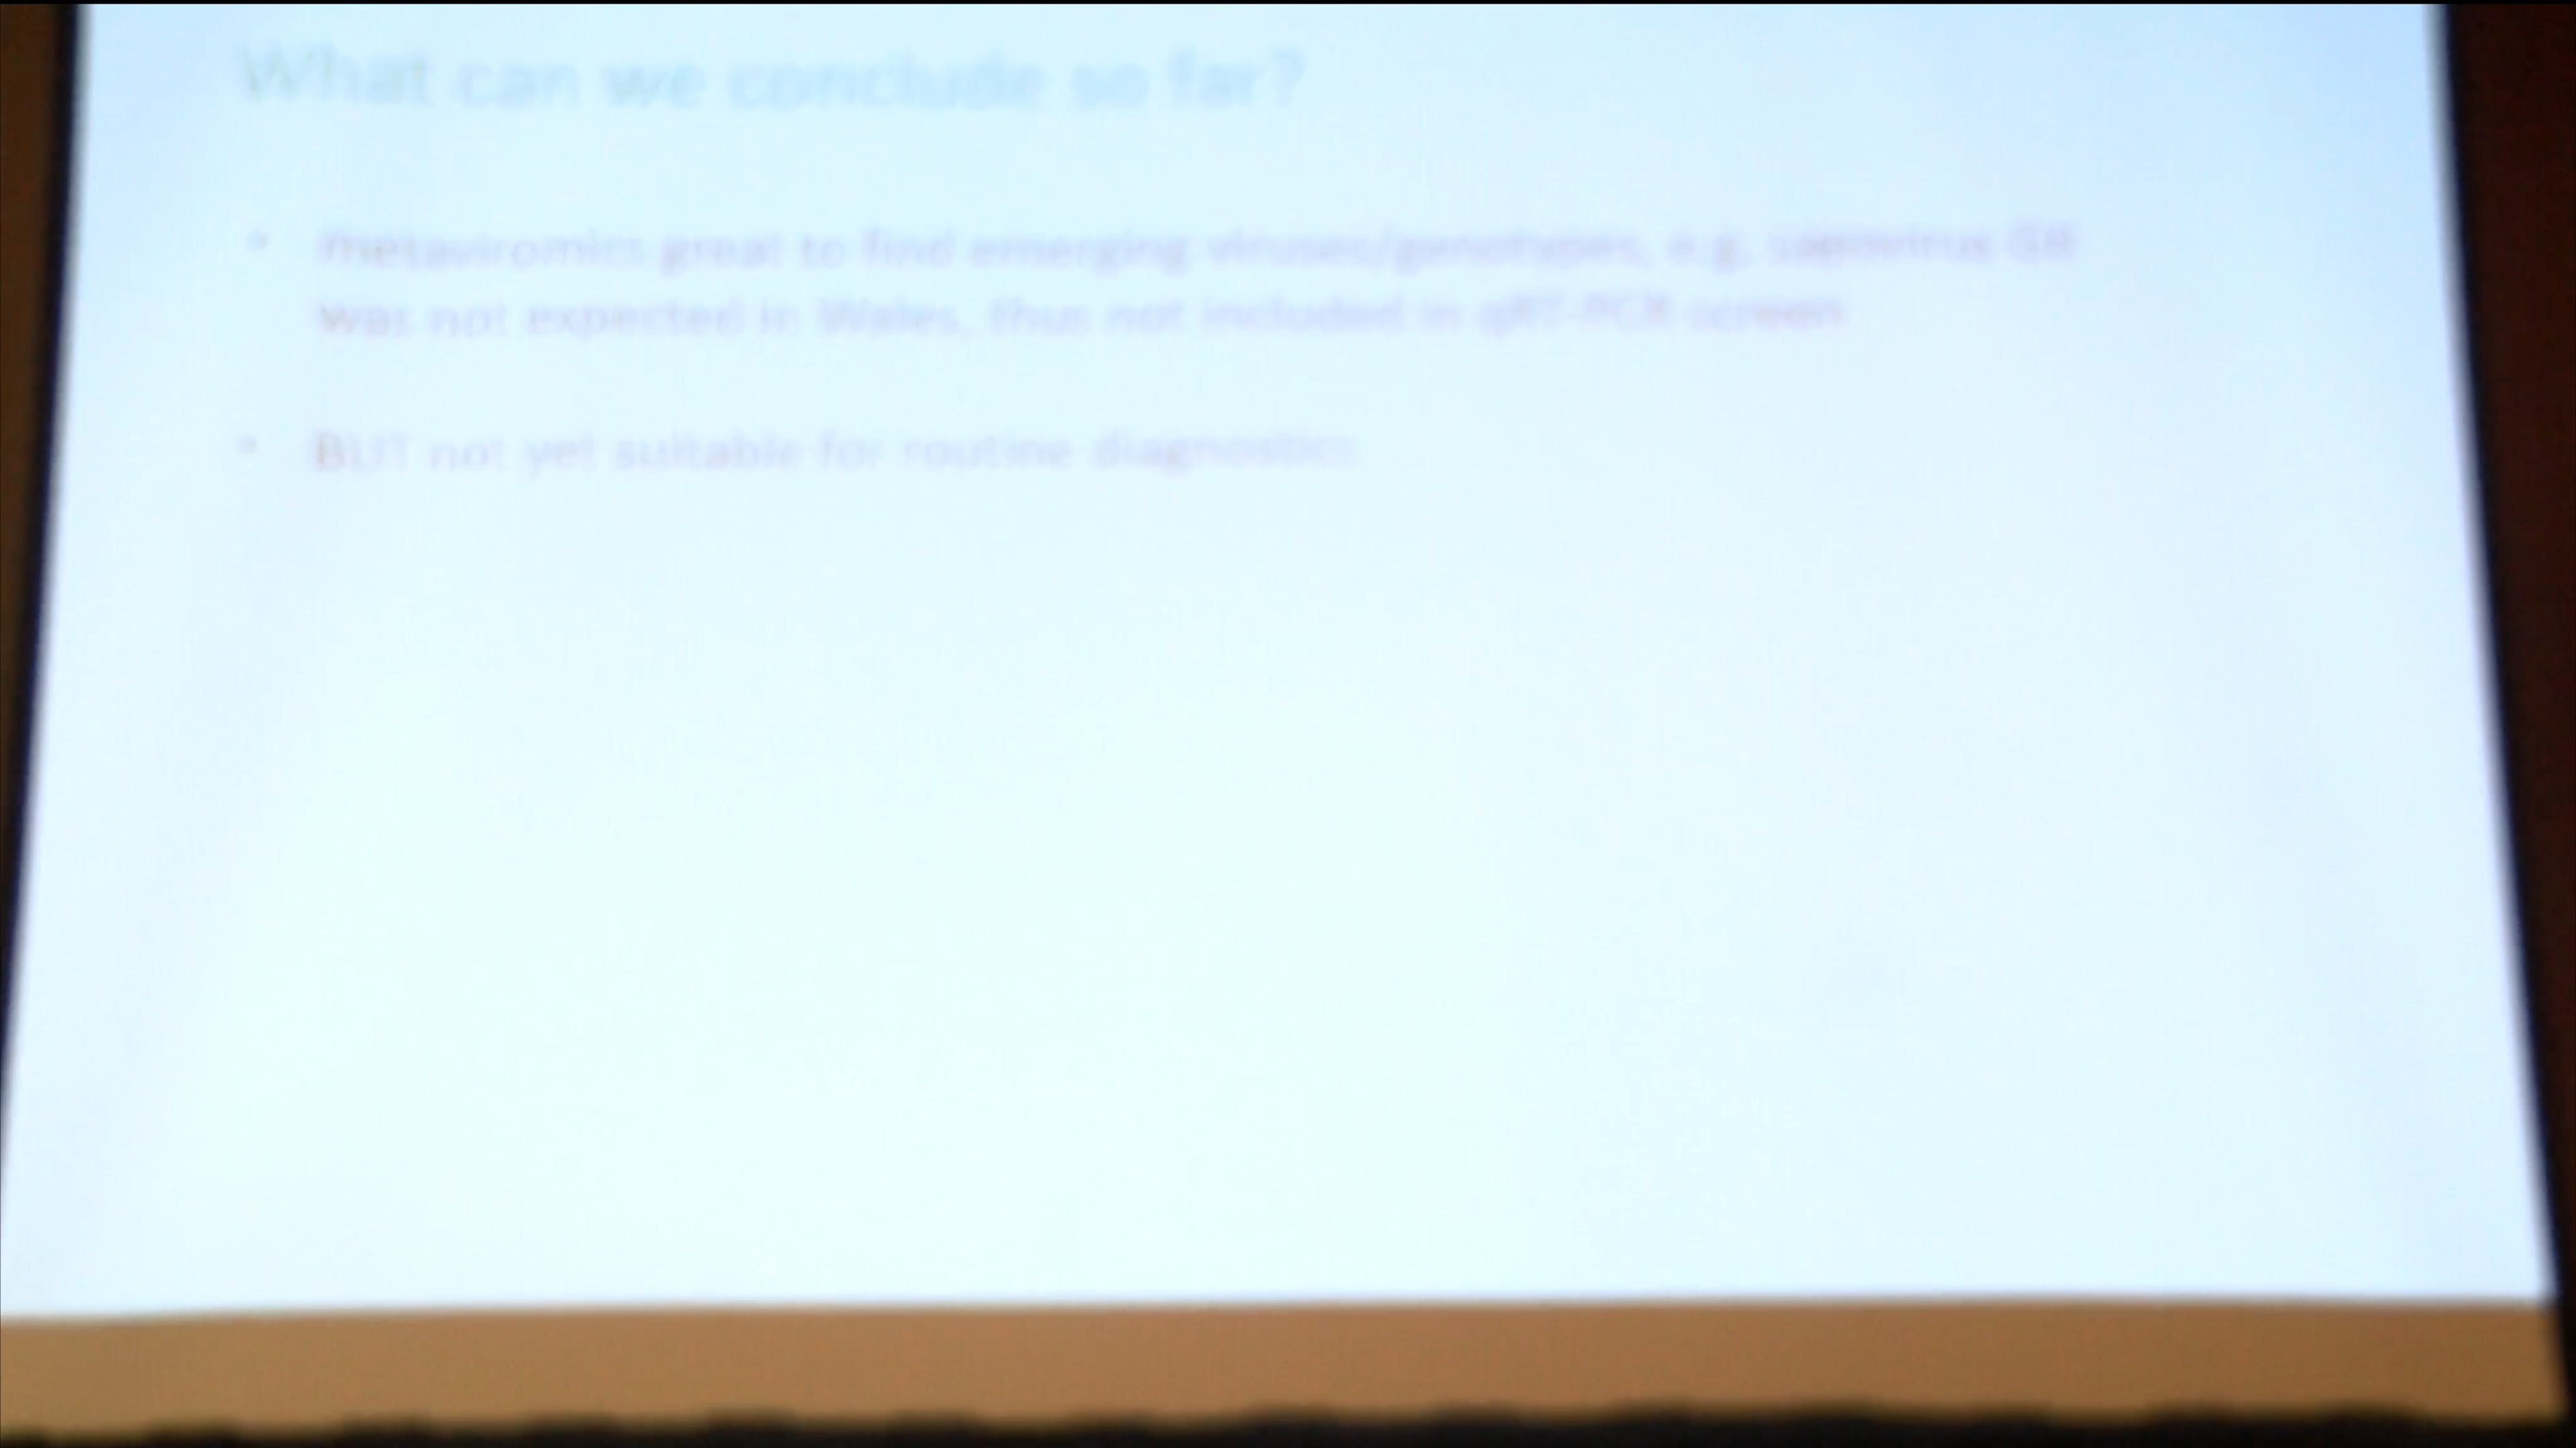 What can we conclude so far?
• metaviromics great to find emerging viruses/genotypes, e.g. sapovirus
was not expected in Wales, thus not included in qRT-PCR screen
• BUT not yet suitable for routine diagnostics